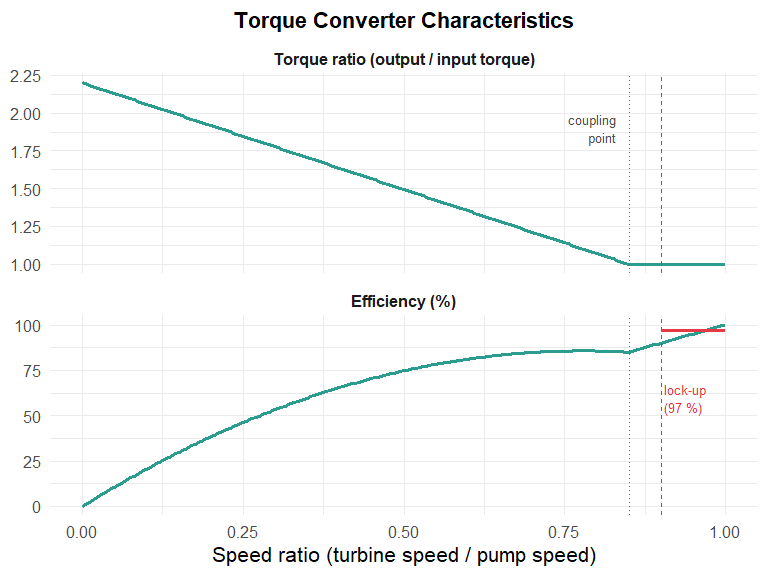 Torque Converter Characteristics
Torque ratio (output / input torque)
2.25
2.00
1.75
1.50
1.25
1.00
coupling
point
Efficiency (%)
100
75
50
25
0
lock-up
(97 %)
0.00 0.25 0.50 0.75 1.00
Speed ratio (turbine speed / pump speed)